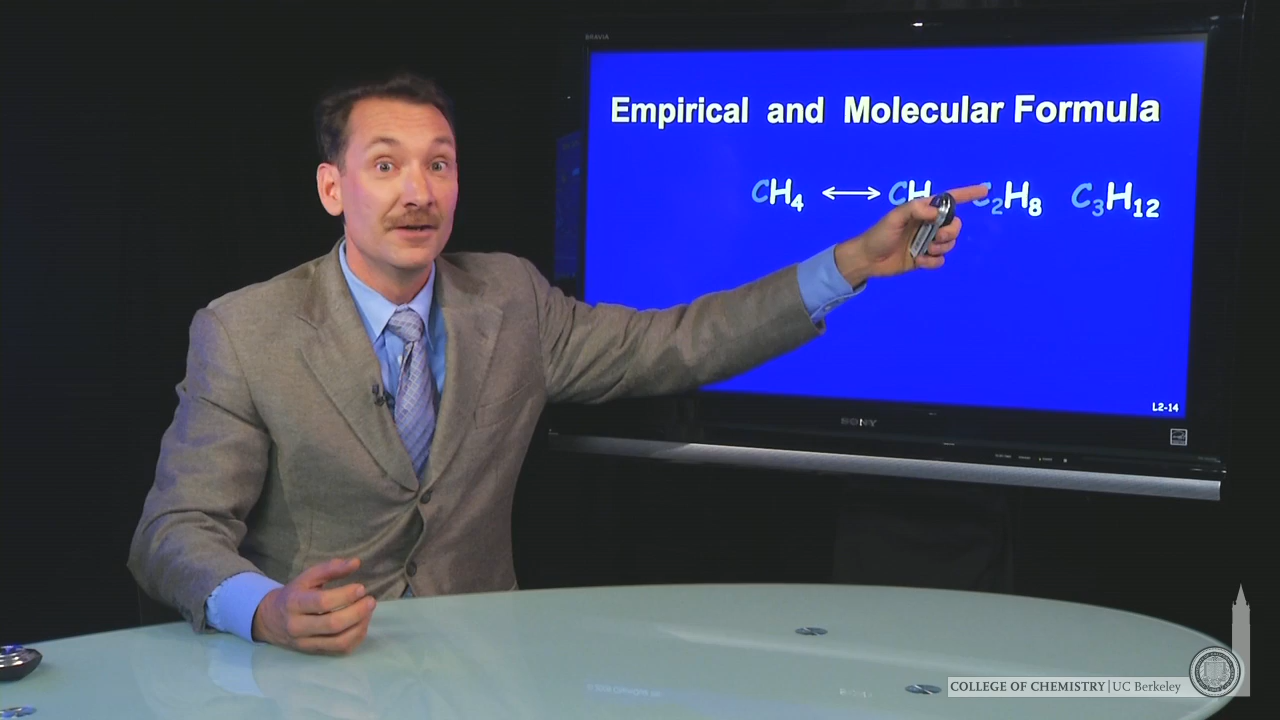 BRAVIA
Empirical and Molecular Formula
CH4 ⟷ CH C2H8 C3H12
L2-14
SONY
COLLEGE OF CHEMISTRY | UC Berkeley